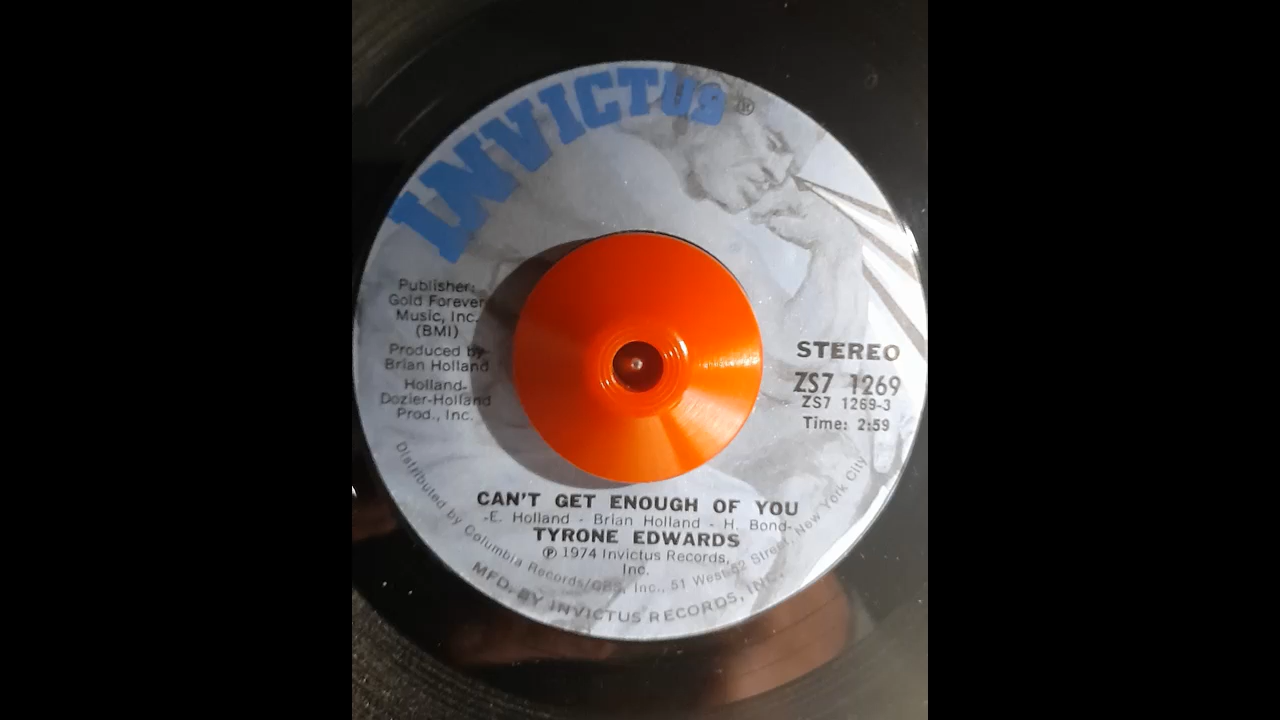 INVICTUS®
Publisher:
Gold Forever
Music, Inc.
(BMI)
Produced by
Brian Holland
Holland-
Dozier-Holland
Prod., Inc.
STEREO
ZS7 1269
ZS7 1269-3
Time: 2:59
CAN'T GET ENOUGH OF YOU
-E. Holland - Brian Holland - H. Bond-
TYRONE EDWARDS
℗ 1974 Invictus Records,
Inc.
Distributed by Columbia Records/CBS, Inc., 51 West 52 Street, New York City
MFD. BY INVICTUS RECORDS, INC.